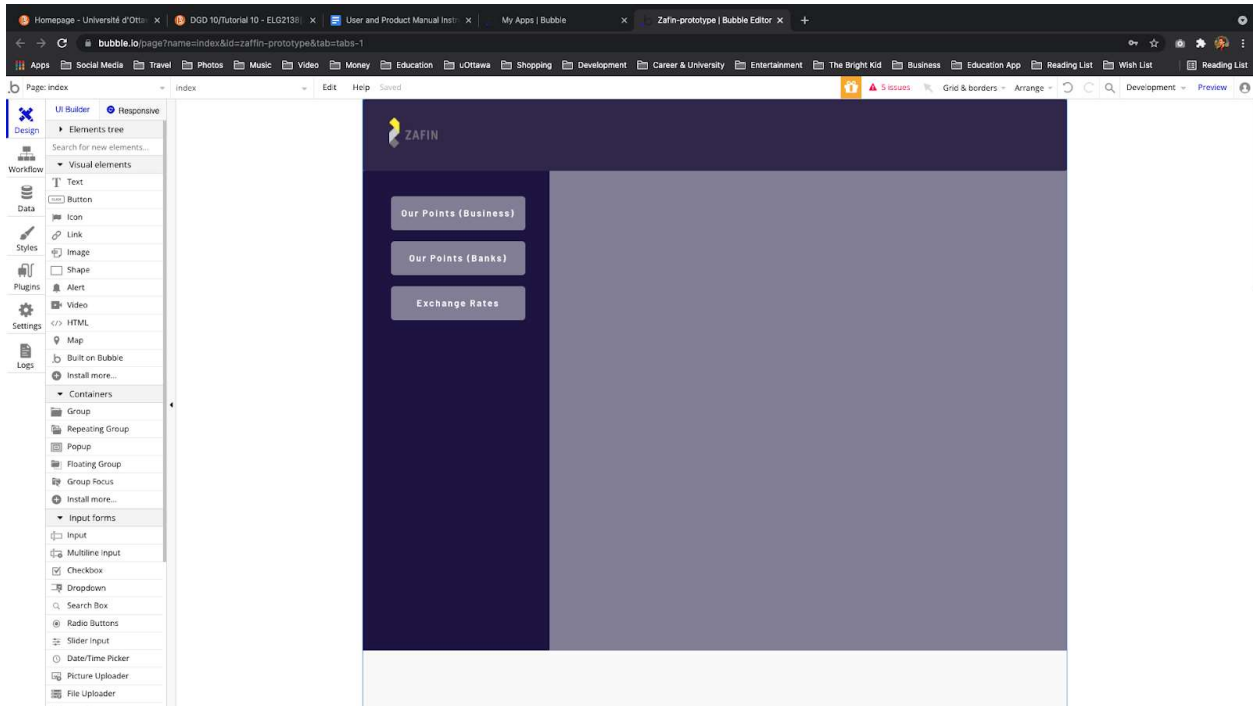 Homepage - Université d'Otta DGD 10/Tutorial 10 - ELG2138 User and Product Manual Instr My Apps | Bubble Zafin-prototype | Bubble Editor
bubble.io/page?name=index&id=zaffin-prototype&tab=tabs-1
Apps Social Media Travel Photos Music Video Money Education uOttawa Shopping Development Career & University Entertainment The Bright Kid Business Education App Reading List Wish List Reading List
Page: index index Edit Help Saved 5 issues Grid & borders Arrange Development Preview
UI Builder Responsive
Design Elements tree
Search for new elements...
Workflow Visual elements
Text
Button
Data Icon
Link
Styles Image
Shape
Plugins Alert
Video
Settings HTML
Map
Logs Built on Bubble
Install more...
Containers
Group
Repeating Group
Popup
Floating Group
Group Focus
Install more...
Input forms
Input
Multiline Input
Checkbox
Dropdown
Search Box
Radio Buttons
Slider Input
Date/Time Picker
Picture Uploader
File Uploader
ZAFIN
Our Points (Business)
Our Points (Banks)
Exchange Rates